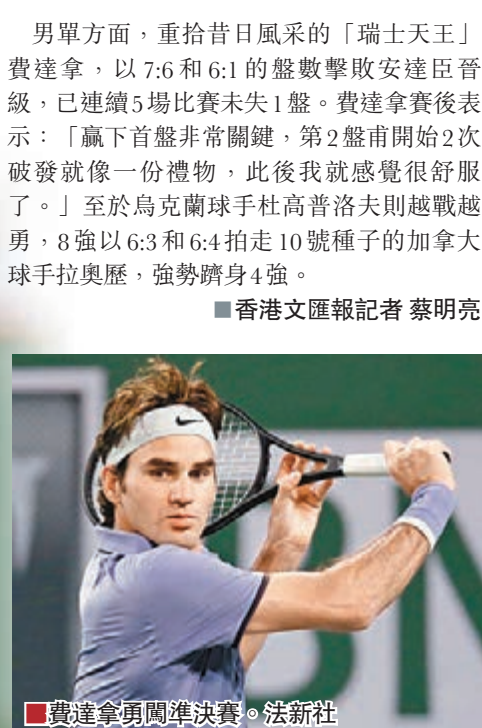 男單方面，重拾昔日風采的「瑞士天王」
費達拿，以7:6和6:1的盤數擊敗安達臣晉
級，已連續5場比賽未失1盤。費達拿賽後表
示：「贏下首盤非常關鍵，第2盤甫開始2次
破發就像一份禮物，此後我就感覺很舒服
了。」至於烏克蘭球手杜高普洛夫則越戰越
勇，8強以6:3和6:4拍走10號種子的加拿大
球手拉奧歷，強勢躋身4強。
■香港文匯報記者 蔡明亮
BN
■費達拿勇闖準決賽。法新社